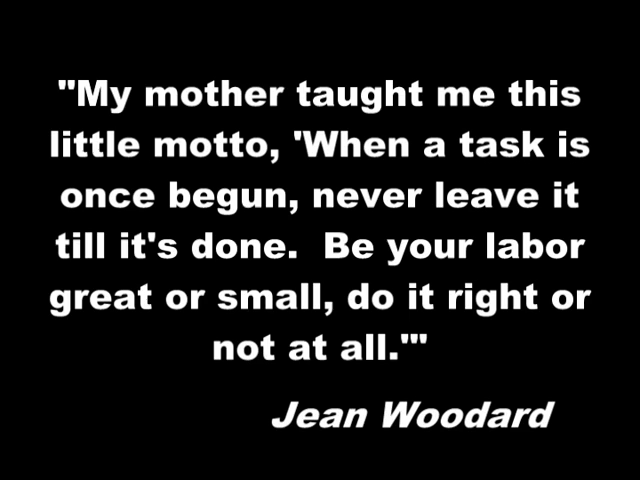 "My mother taught me this
little motto, 'When a task is
once begun, never leave it
till it's done.  Be your labor
great or small, do it right or
not at all.'"
Jean Woodard